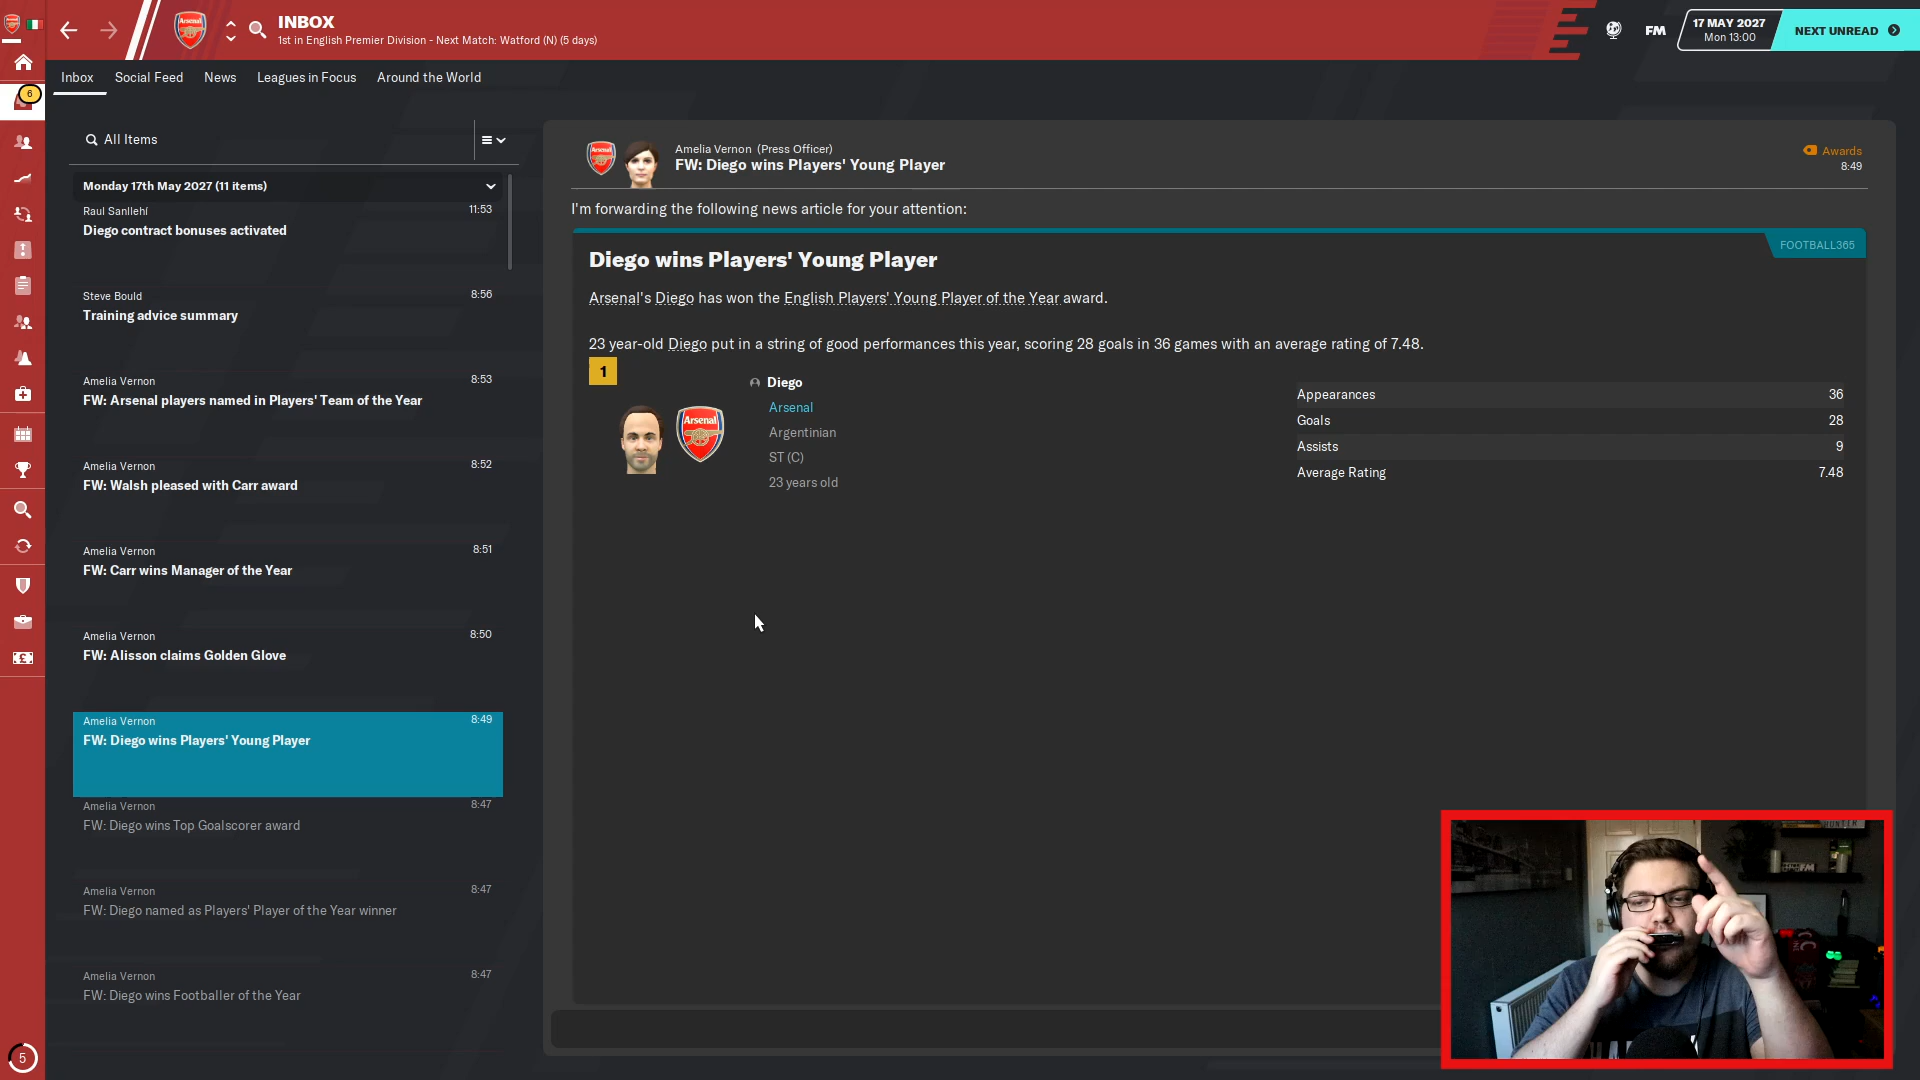 INBOX
1st in English Premier Division - Next Match: Watford (N) (5 days)
FM
17 MAY 2027
Mon 13:00
NEXT UNREAD
Inbox
Social Feed
News
Leagues in Focus
Around the World
6
All Items
Monday 17th May 2027 (11 items)
Raul Sanllehí
11:53
Diego contract bonuses activated
Steve Bould
8:56
Training advice summary
Amelia Vernon
8:53
FW: Arsenal players named in Players' Team of the Year
Amelia Vernon
8:52
FW: Walsh pleased with Carr award
Amelia Vernon
8:51
FW: Carr wins Manager of the Year
Amelia Vernon
8:50
FW: Alisson claims Golden Glove
Amelia Vernon
8:49
FW: Diego wins Players' Young Player
Amelia Vernon
8:47
FW: Diego wins Top Goalscorer award
Amelia Vernon
8:47
FW: Diego named as Players' Player of the Year winner
Amelia Vernon
8:47
FW: Diego wins Footballer of the Year
5
Arsenal
Amelia Vernon (Press Officer)
FW: Diego wins Players' Young Player
Awards
8:49
I'm forwarding the following news article for your attention:
FOOTBALL365
Diego wins Players' Young Player
Arsenal's Diego has won the English Players' Young Player of the Year award.
23 year-old Diego put in a string of good performances this year, scoring 28 goals in 36 games with an average rating of 7.48.
1
Arsenal
Diego
Arsenal
Argentinian
ST (C)
23 years old
Appearances 36
Goals 28
Assists 9
Average Rating 7.48